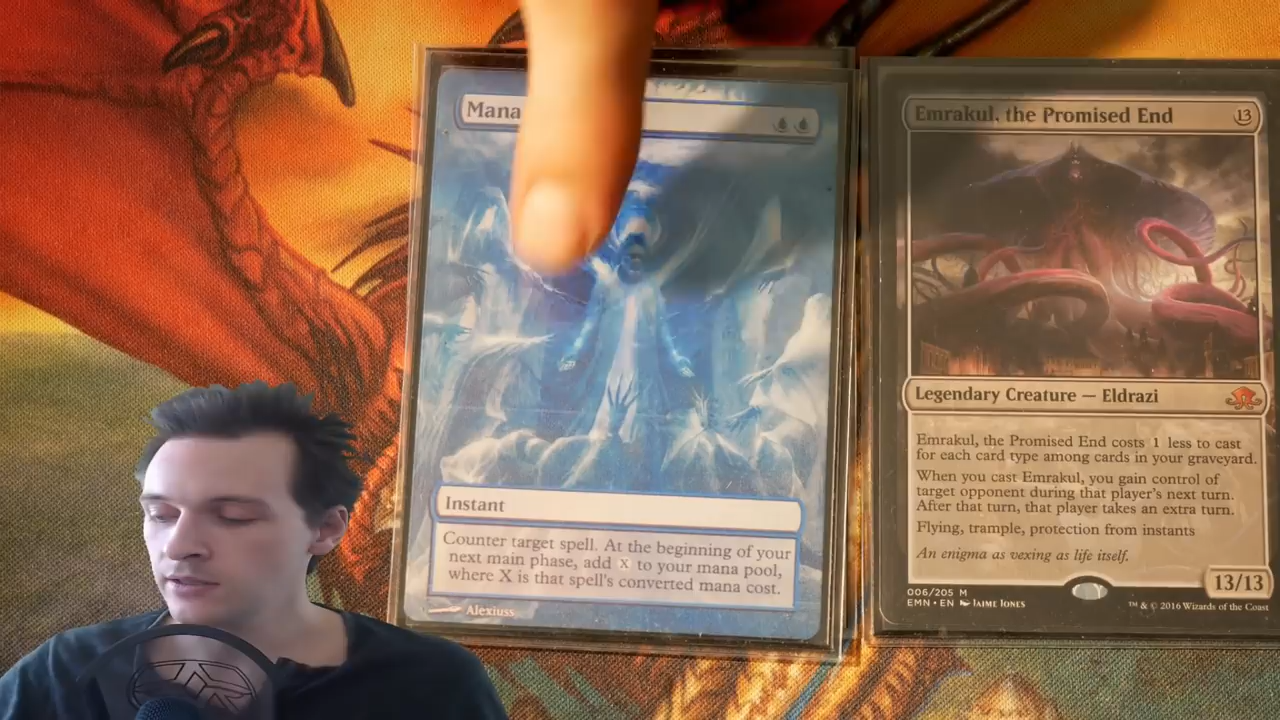 Mana
Instant
Counter target spell. At the beginning of your
next main phase, add X to your mana pool,
where X is that spell's converted mana cost.
Alexiuss
Emrakul, the Promised End 13
Legendary Creature — Eldrazi
Emrakul, the Promised End costs 1 less to cast
for each card type among cards in your graveyard.
When you cast Emrakul, you gain control of
target opponent during that player's next turn.
After that turn, that player takes an extra turn.
Flying, trample, protection from instants
An enigma as vexing as life itself.
13/13
006/205 M
EMN • EN JAIME JONES
™ & © 2016 Wizards of the Coast